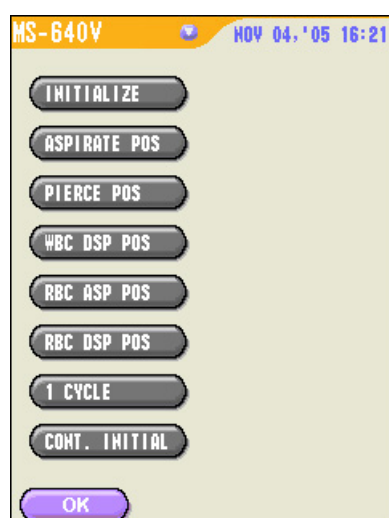 MS-640V NOV 04,'05 16:21
INITIALIZE
ASPIRATE POS
PIERCE POS
WBC DSP POS
RBC ASP POS
RBC DSP POS
1 CYCLE
CONT. INITIAL
OK